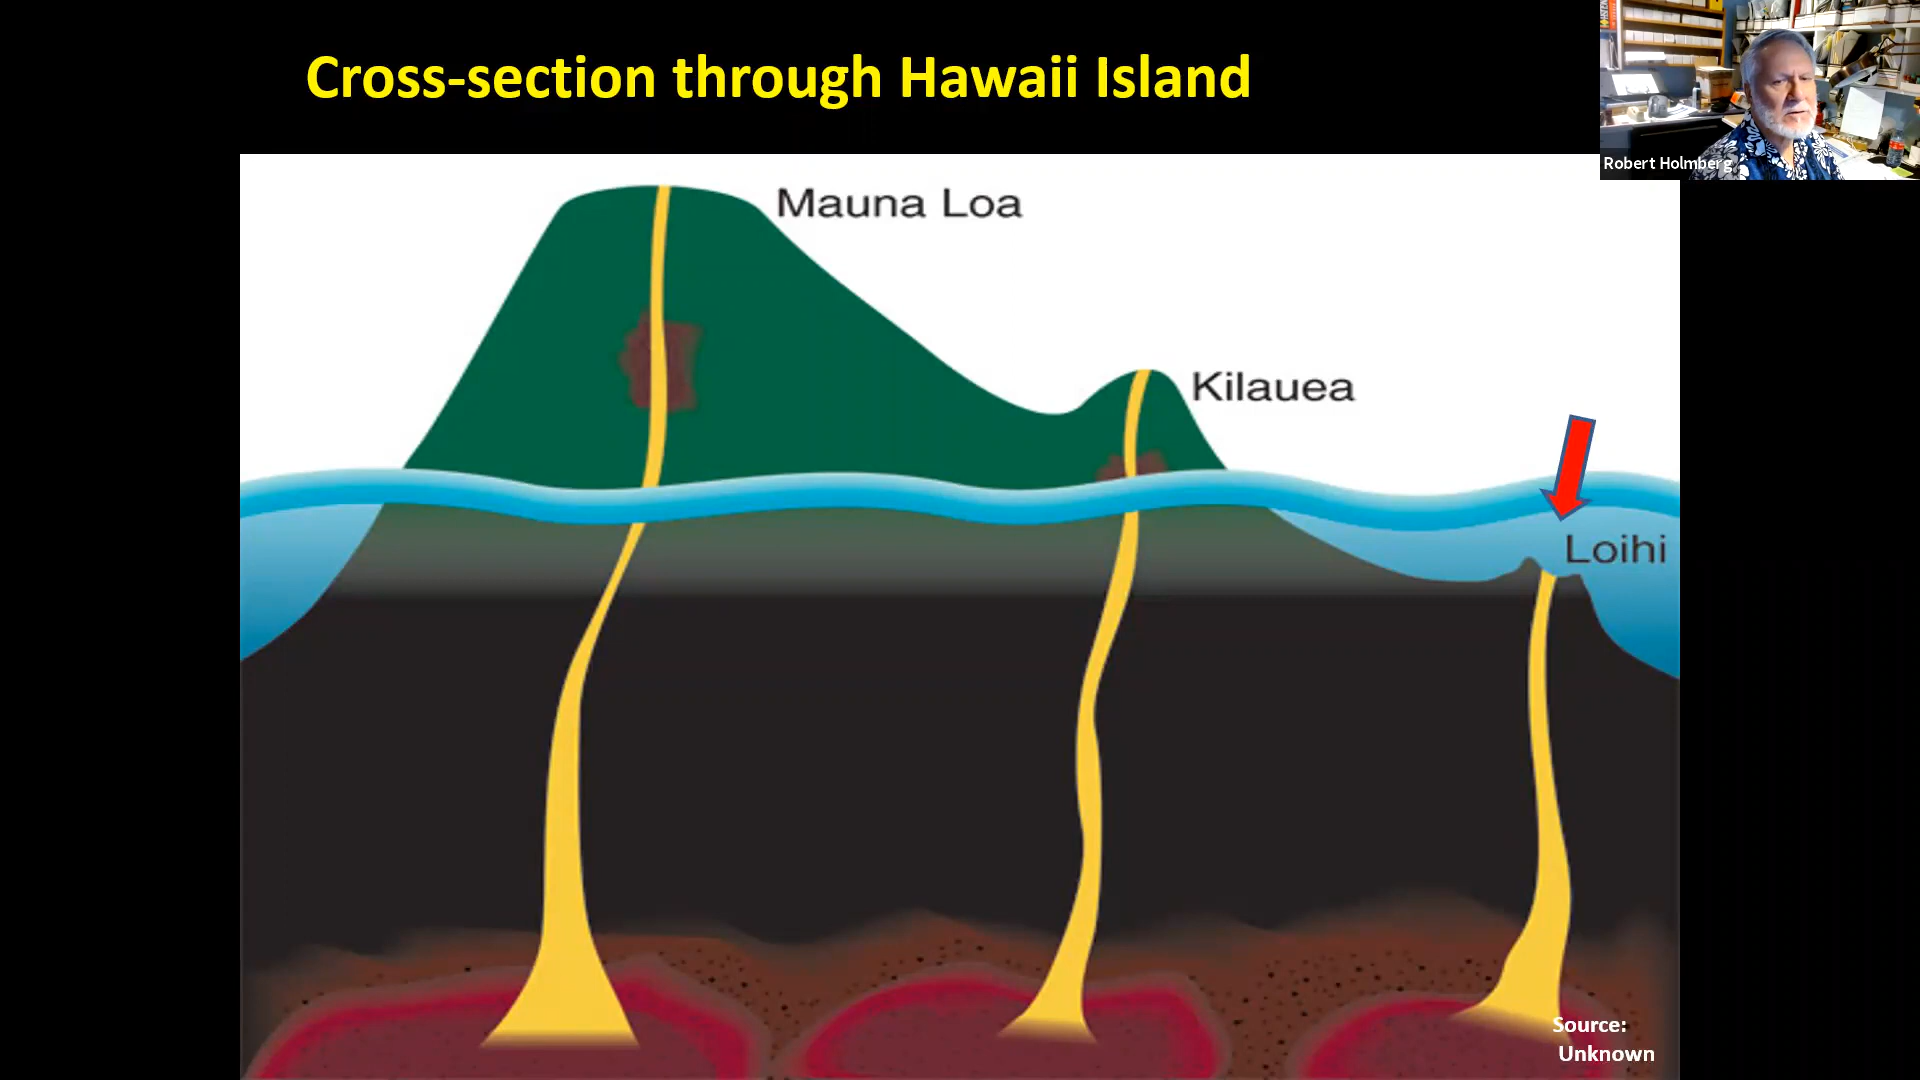 Cross-section through Hawaii Island
Robert Holmberg
Mauna Loa
Kilauea
Loihi
Source:
Unknown